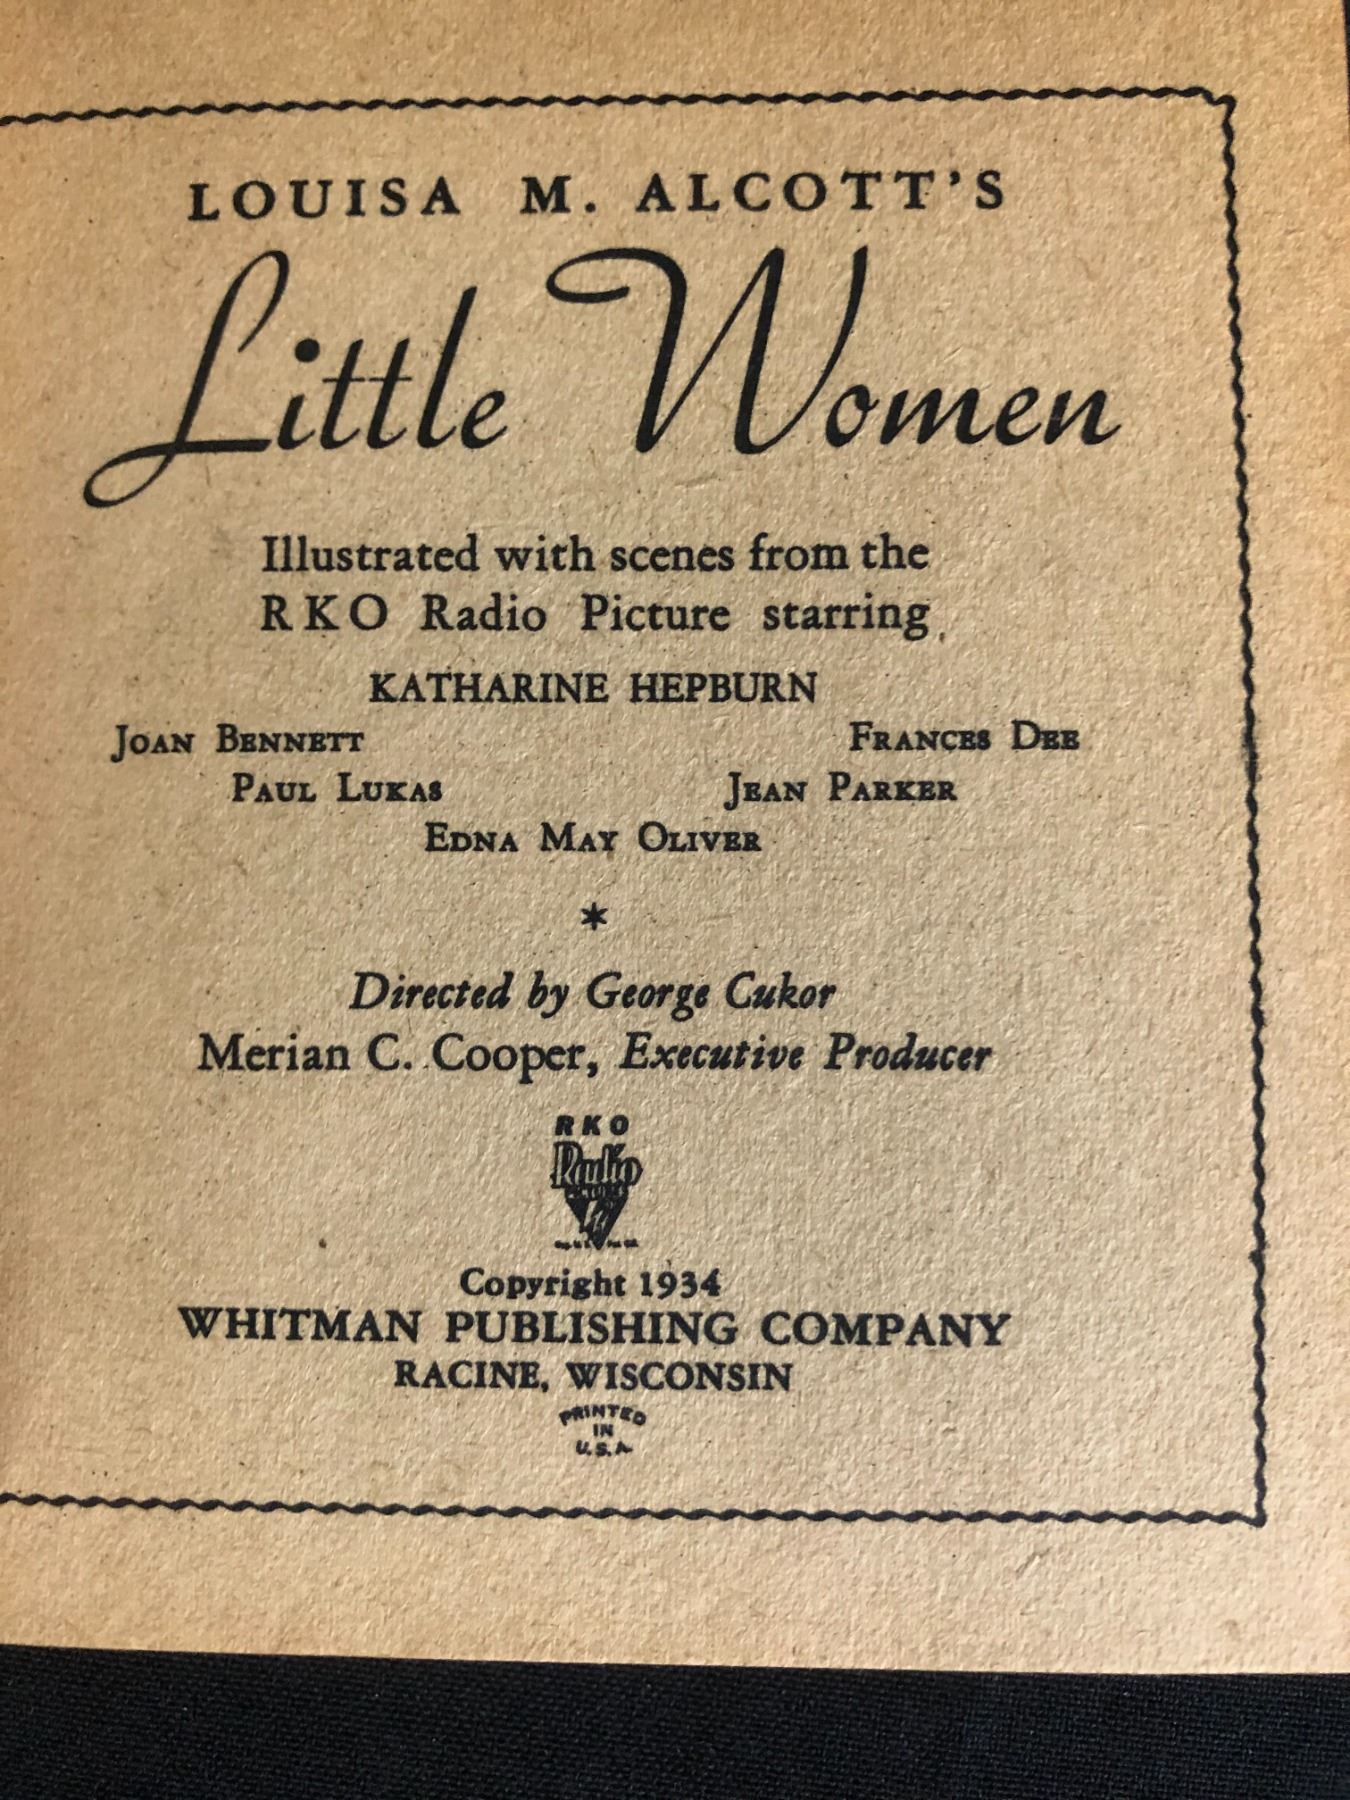 LOUISA M. ALCOTT'S
Little Women
Illustrated with scenes from the
RKO Radio Picture starring
KATHARINE HEPBURN
JOAN BENNETT FRANCES DEE
PAUL LUKAS JEAN PARKER
EDNA MAY OLIVER
*
Directed by George Cukor
Merian C. Cooper, Executive Producer
RKO
Radio
PICTURES
Copyright 1934
WHITMAN PUBLISHING COMPANY
RACINE, WISCONSIN
PRINTED
IN
U.S.A.